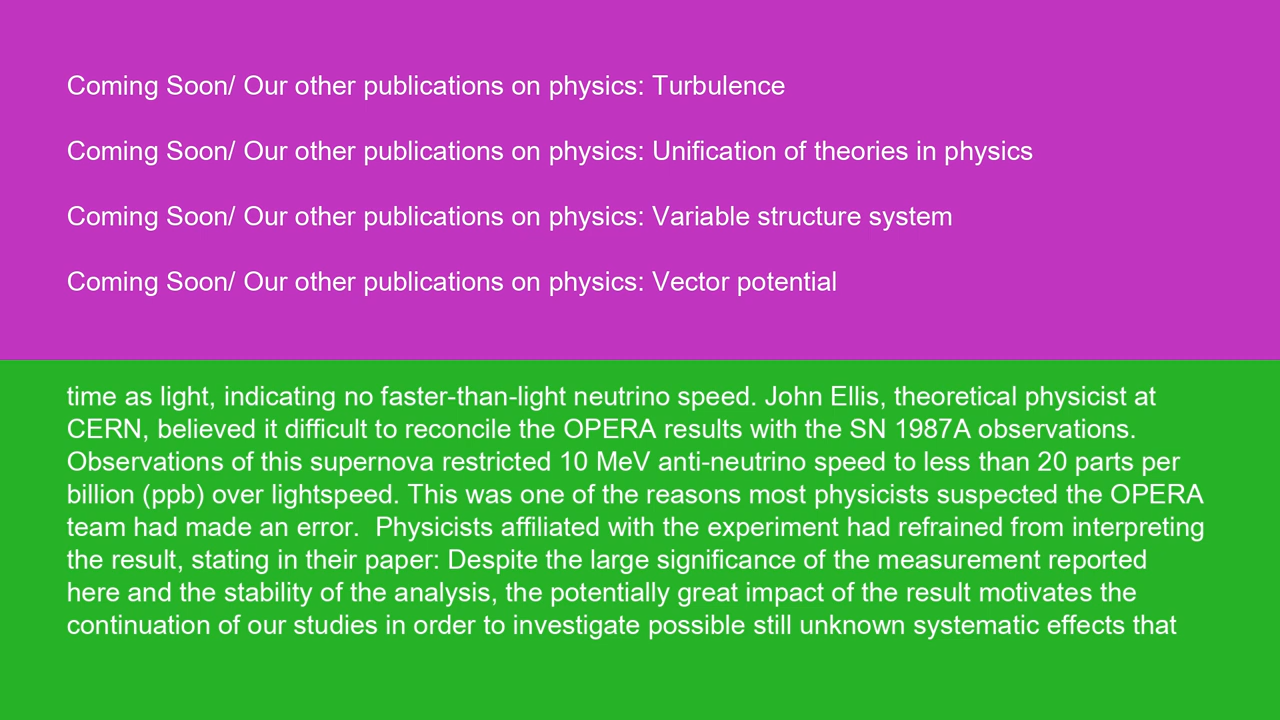 Coming Soon/ Our other publications on physics: Turbulence
Coming Soon/ Our other publications on physics: Unification of theories in physics
Coming Soon/ Our other publications on physics: Variable structure system
Coming Soon/ Our other publications on physics: Vector potential
time as light, indicating no faster-than-light neutrino speed. John Ellis, theoretical physicist at
CERN, believed it difficult to reconcile the OPERA results with the SN 1987A observations.
Observations of this supernova restricted 10 MeV anti-neutrino speed to less than 20 parts per
billion (ppb) over lightspeed. This was one of the reasons most physicists suspected the OPERA
team had made an error.  Physicists affiliated with the experiment had refrained from interpreting
the result, stating in their paper: Despite the large significance of the measurement reported
here and the stability of the analysis, the potentially great impact of the result motivates the
continuation of our studies in order to investigate possible still unknown systematic effects that